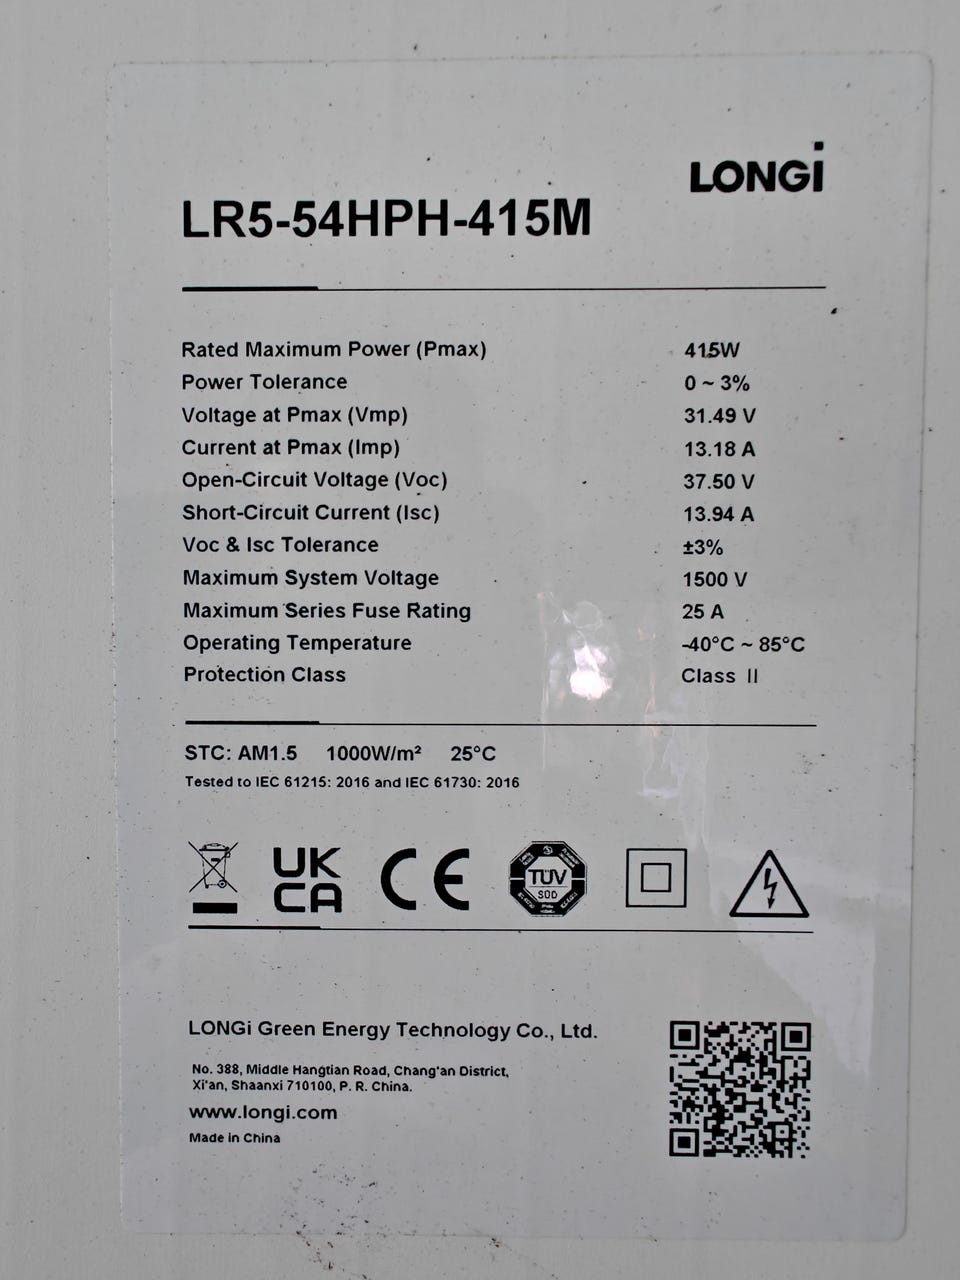 LONGi
LR5-54HPH-415M
Rated Maximum Power (Pmax) 415W
Power Tolerance 0 ~ 3%
Voltage at Pmax (Vmp) 31.49 V
Current at Pmax (Imp) 13.18 A
Open-Circuit Voltage (Voc) 37.50 V
Short-Circuit Current (Isc) 13.94 A
Voc & Isc Tolerance ±3%
Maximum System Voltage 1500 V
Maximum Series Fuse Rating 25 A
Operating Temperature -40°C ~ 85°C
Protection Class Class II
STC: AM1.5 1000W/m² 25°C
Tested to IEC 61215: 2016 and IEC 61730: 2016
UK
CA
CE
TÜV
SÜD
LONGi Green Energy Technology Co., Ltd.
No. 388, Middle Hangtian Road, Chang'an District,
Xi'an, Shaanxi 710100, P. R. China.
www.longi.com
Made in China